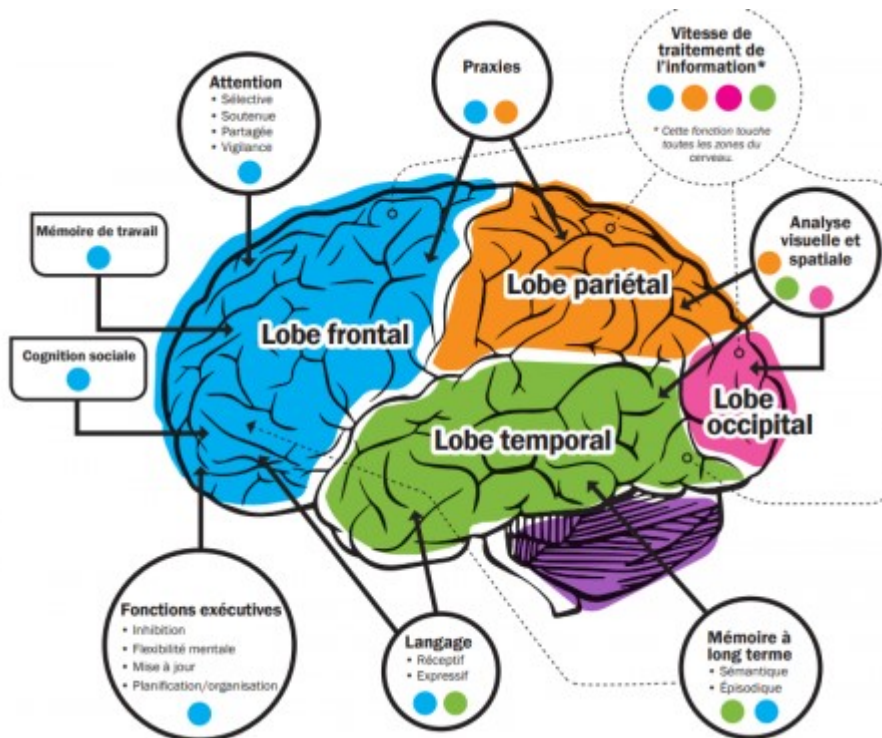 Attention
• Sélective
• Soutenue
• Partagée
• Vigilance
Praxies
Vitesse de
traitement de
l'information*
* Cette fonction touche
toutes les zones du
cerveau.
Mémoire de travail
Cognition sociale
Analyse
visuelle et
spatiale
Lobe frontal
Lobe pariétal
Lobe temporal
Lobe
occipital
Fonctions exécutives
• Inhibition
• Flexibilité mentale
• Mise à jour
• Planification/organisation
Langage
• Réceptif
• Expressif
Mémoire à
long terme
• Sémantique
• Épisodique